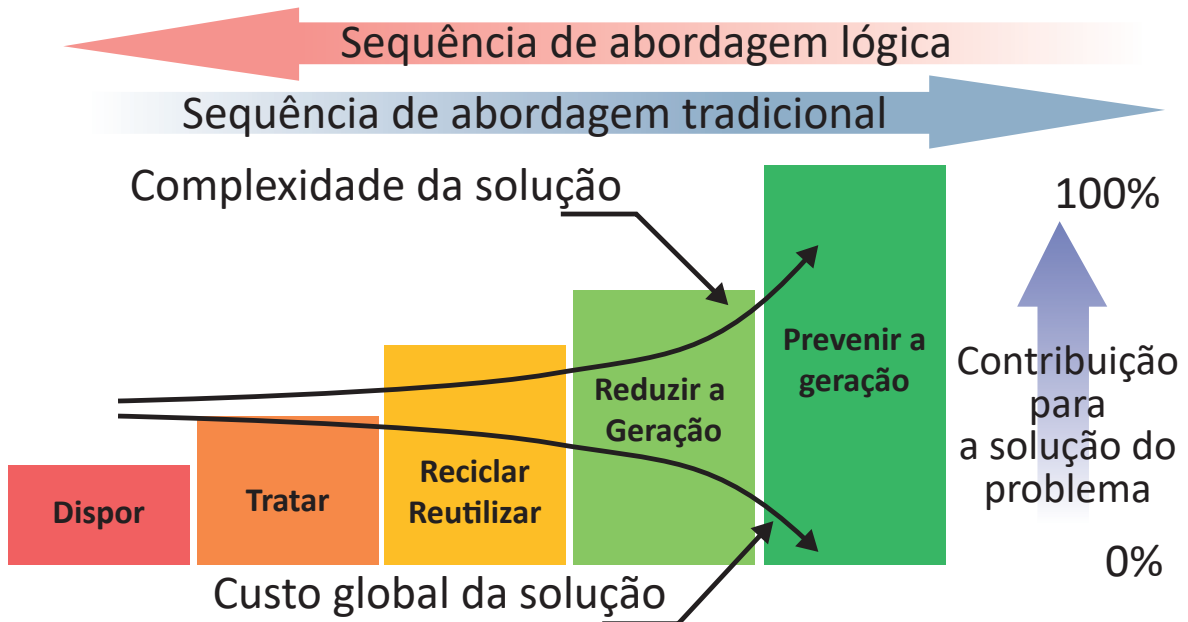 Sequência de abordagem lógica
Sequência de abordagem tradicional
Complexidade da solução
100%
Prevenir a
geração
Reduzir a
Geração
Contribuição
para
a solução do
problema
Reciclar
Reutilizar
Tratar
Dispor
0%
Custo global da solução